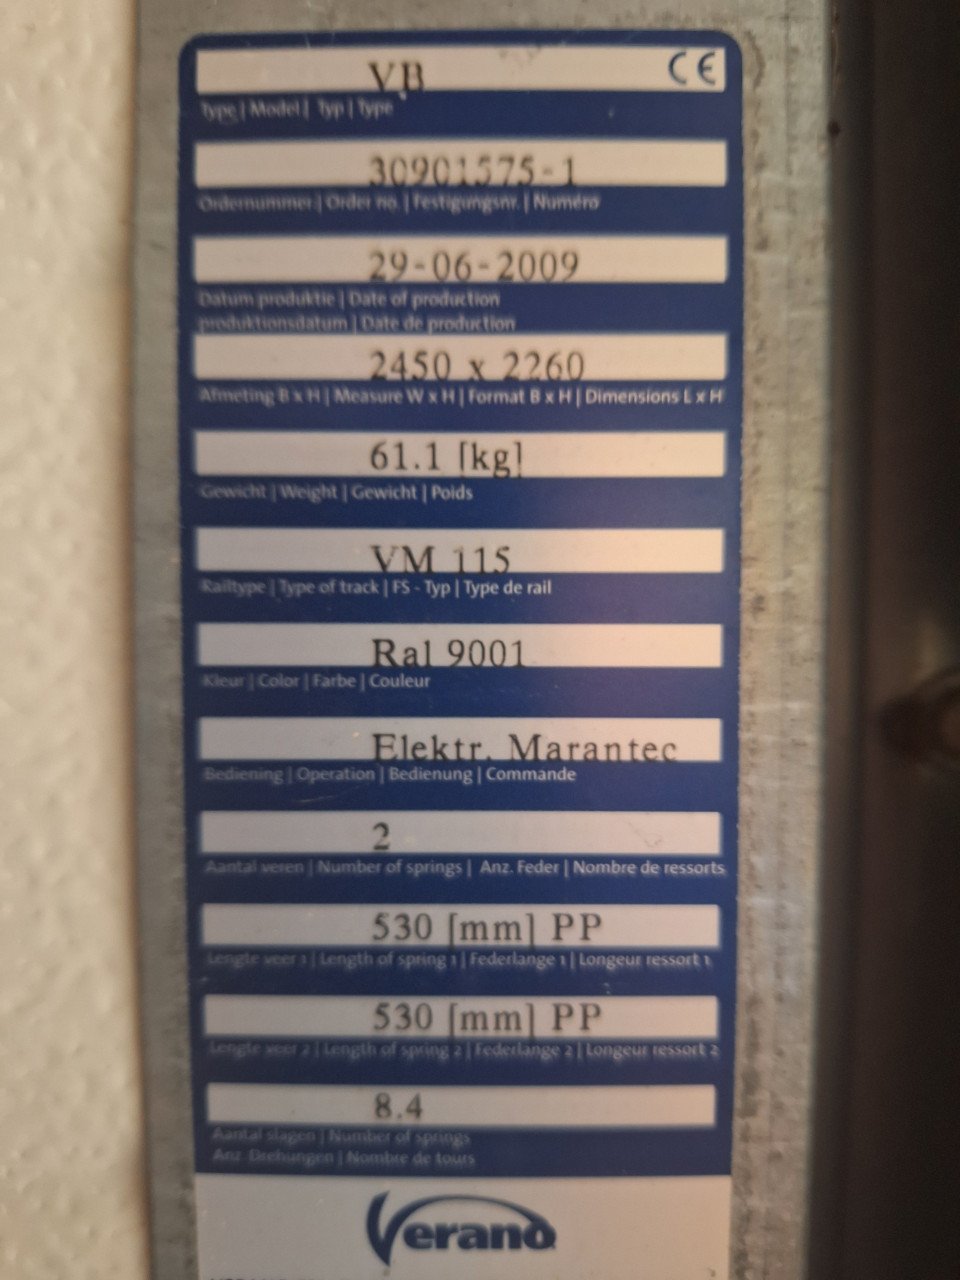 VB CE
Type | Model | Typ | Type
30901575-1
Ordernummer | Order no. | Festigungsnr. | Numéro
29-06-2009
Datum produktie | Date of production
produktionsdatum | Date de production
2450 x 2260
Afmeting B x H | Measure W x H | Format B x H | Dimensions L x H
61.1 [kg]
Gewicht | Weight | Gewicht | Poids
VM 115
Railtype | Type of track | FS - Typ | Type de rail
Ral 9001
Kleur | Color | Farbe | Couleur
Elektr. Marantec
Bediening | Operation | Bedienung | Commande
2
Aantal veren | Number of springs | Anz. Feder | Nombre de ressorts
530 [mm] PP
Lengte veer 1 | Length of spring 1 | Federlange 1 | Longeur ressort 1
530 [mm] PP
Lengte veer 2 | Length of spring 2 | Federlange 2 | Longeur ressort 2
8.4
Aantal slagen | Number of springs
Anz. Drehungen | Nombre de tours
Verano